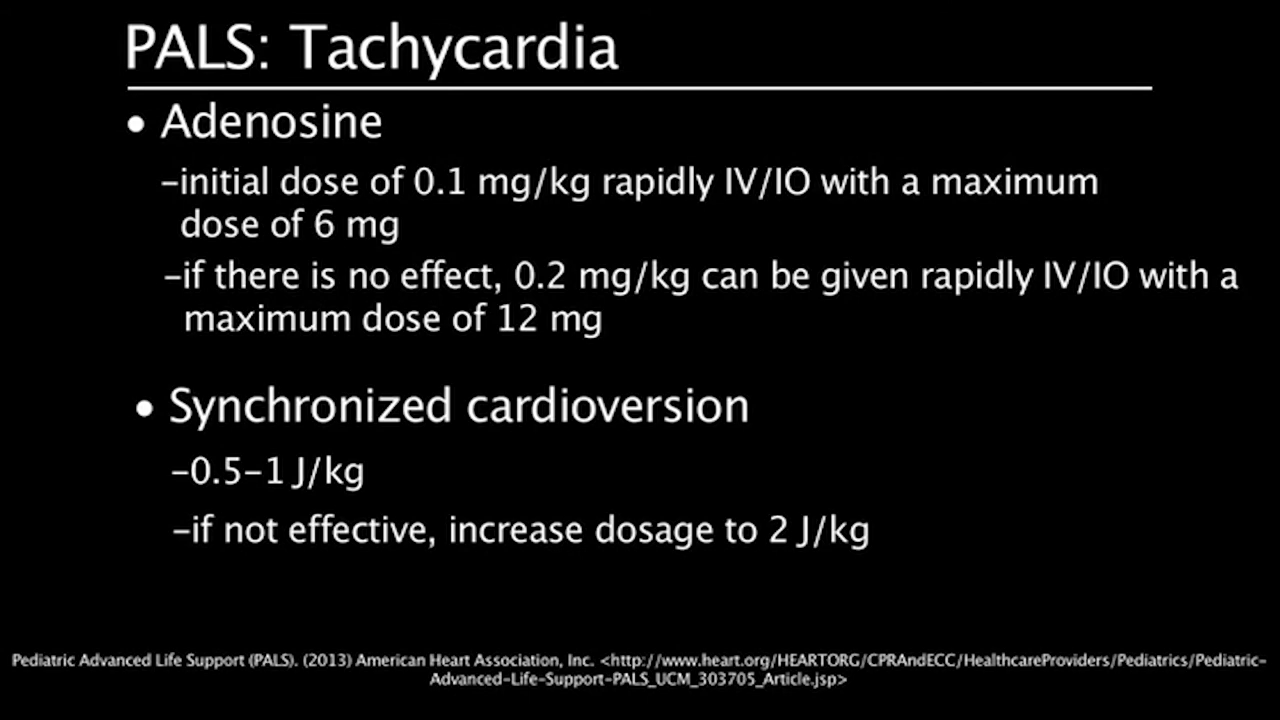 PALS: Tachycardia
• Adenosine
–initial dose of 0.1 mg/kg rapidly IV/IO with a maximum
dose of 6 mg
–if there is no effect, 0.2 mg/kg can be given rapidly IV/IO with a
maximum dose of 12 mg
• Synchronized cardioversion
–0.5–1 J/kg
–if not effective, increase dosage to 2 J/kg
Pediatric Advanced Life Support (PALS). (2013) American Heart Association, Inc. <http://www.heart.org/HEARTORG/CPRAndECC/HealthcareProviders/Pediatrics/Pediatric-
Advanced-Life-Support-PALS_UCM_303705_Article.jsp>